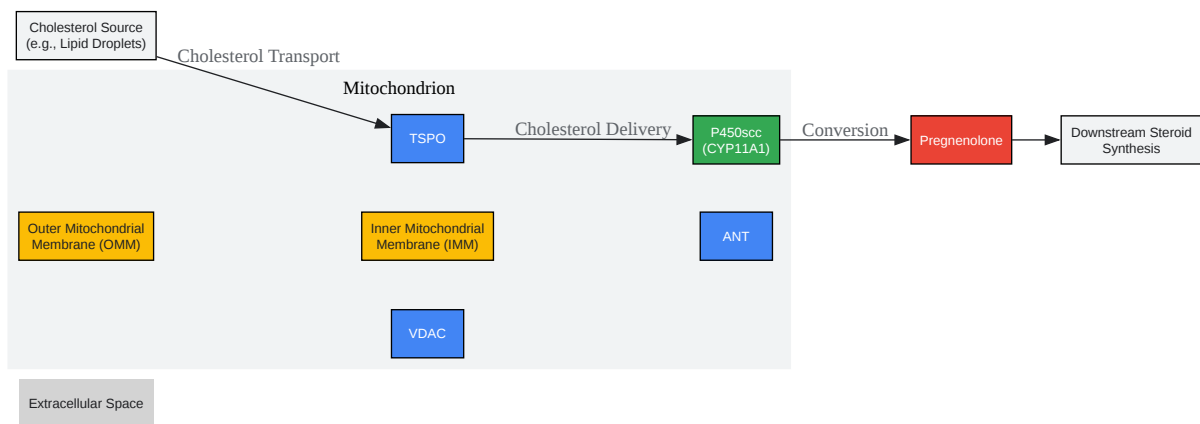 Cholesterol Source
(e.g., Lipid Droplets)
Cholesterol Transport
Mitochondrion
TSPO
Cholesterol Delivery
P450scc
(CYP11A1)
Conversion
Pregnenolone
Downstream Steroid
Synthesis
Outer Mitochondrial
Membrane (OMM)
Inner Mitochondrial
Membrane (IMM)
ANT
VDAC
Extracellular Space